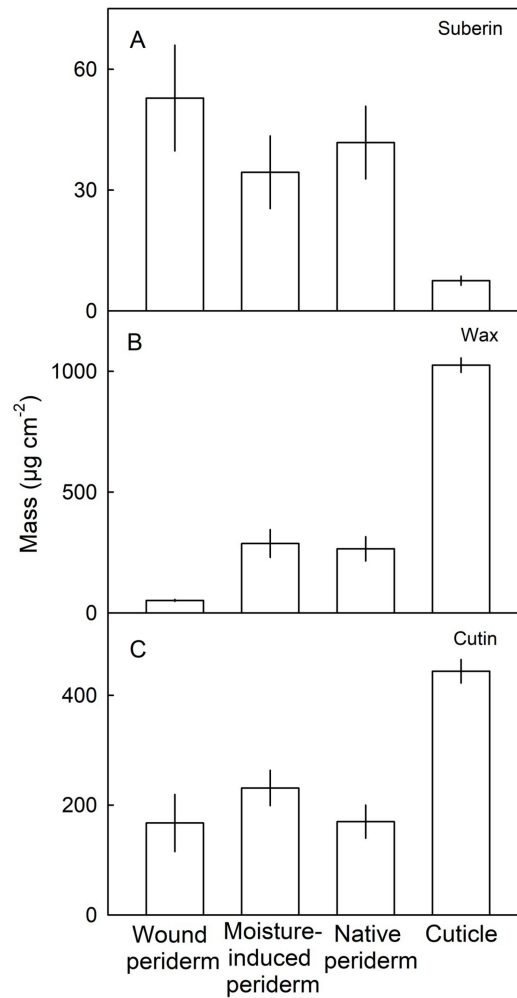 A
Suberin
60
30
0
B
Wax
1000
500
0
Mass (µg cm⁻²)
C
Cutin
400
200
0
Wound periderm
Moisture-induced periderm
Native periderm
Cuticle